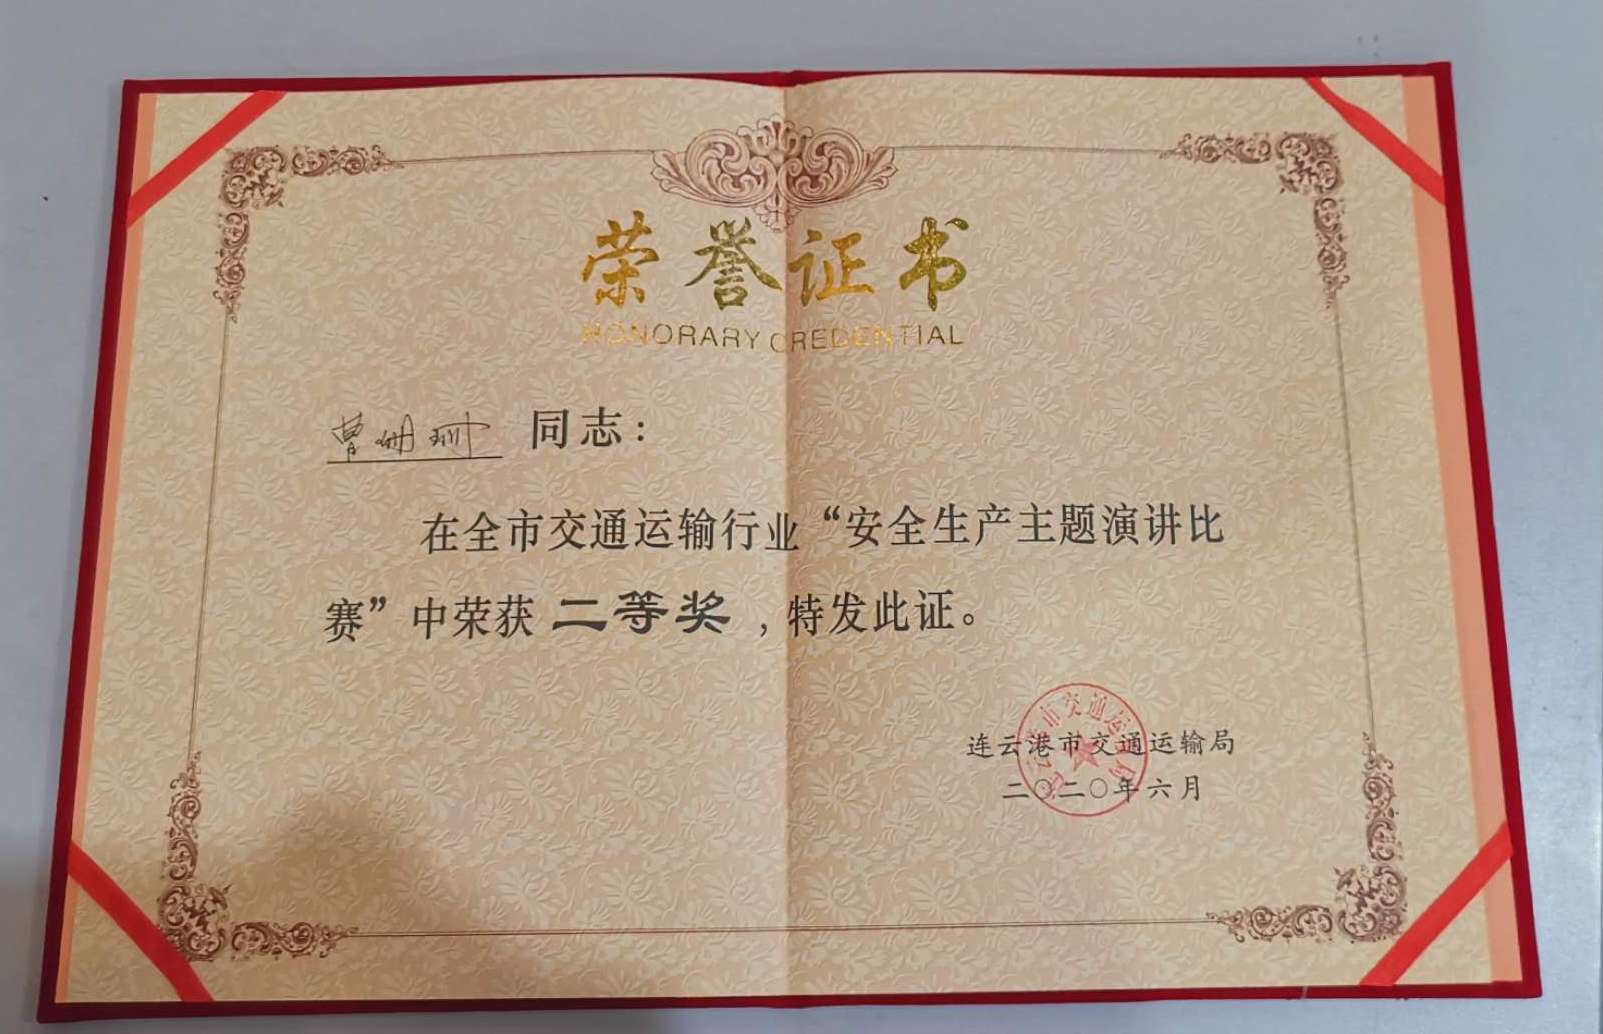 荣誉证书
HONORARY CREDENTIAL
曹 同志：
在全市交通运输行业“安全生产主题演讲比
赛”中荣获 二等奖 ，特发此证。
连云港市交通运输局
二〇二〇年六月